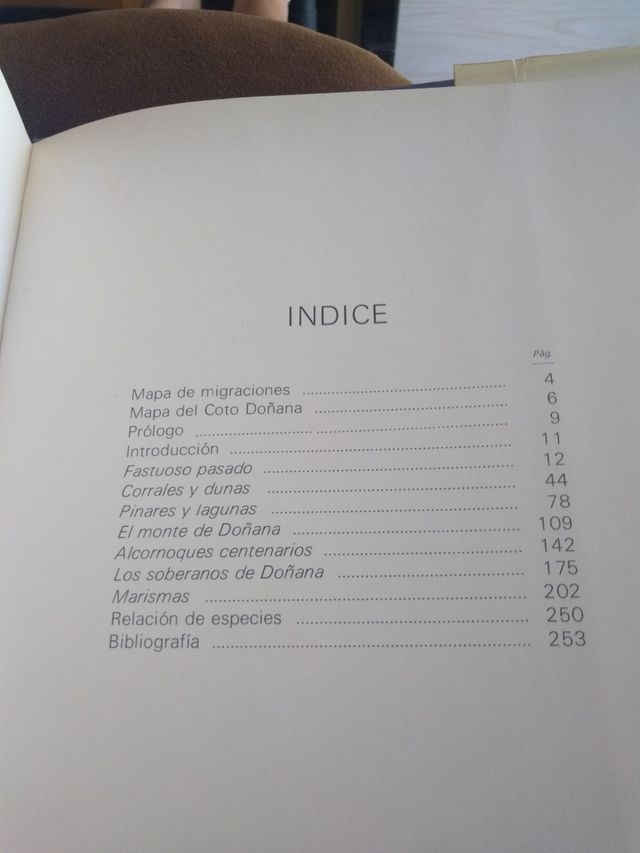 INDICE
Pág.
Mapa de migraciones ........ 4
Mapa del Coto Doñana ........ 6
Prólogo ........ 9
Introducción ........ 11
Fastuoso pasado ........ 12
Corrales y dunas ........ 44
Pinares y lagunas ........ 78
El monte de Doñana ........ 109
Alcornoques centenarios ........ 142
Los soberanos de Doñana ........ 175
Marismas ........ 202
Relación de especies ........ 250
Bibliografía ........ 253